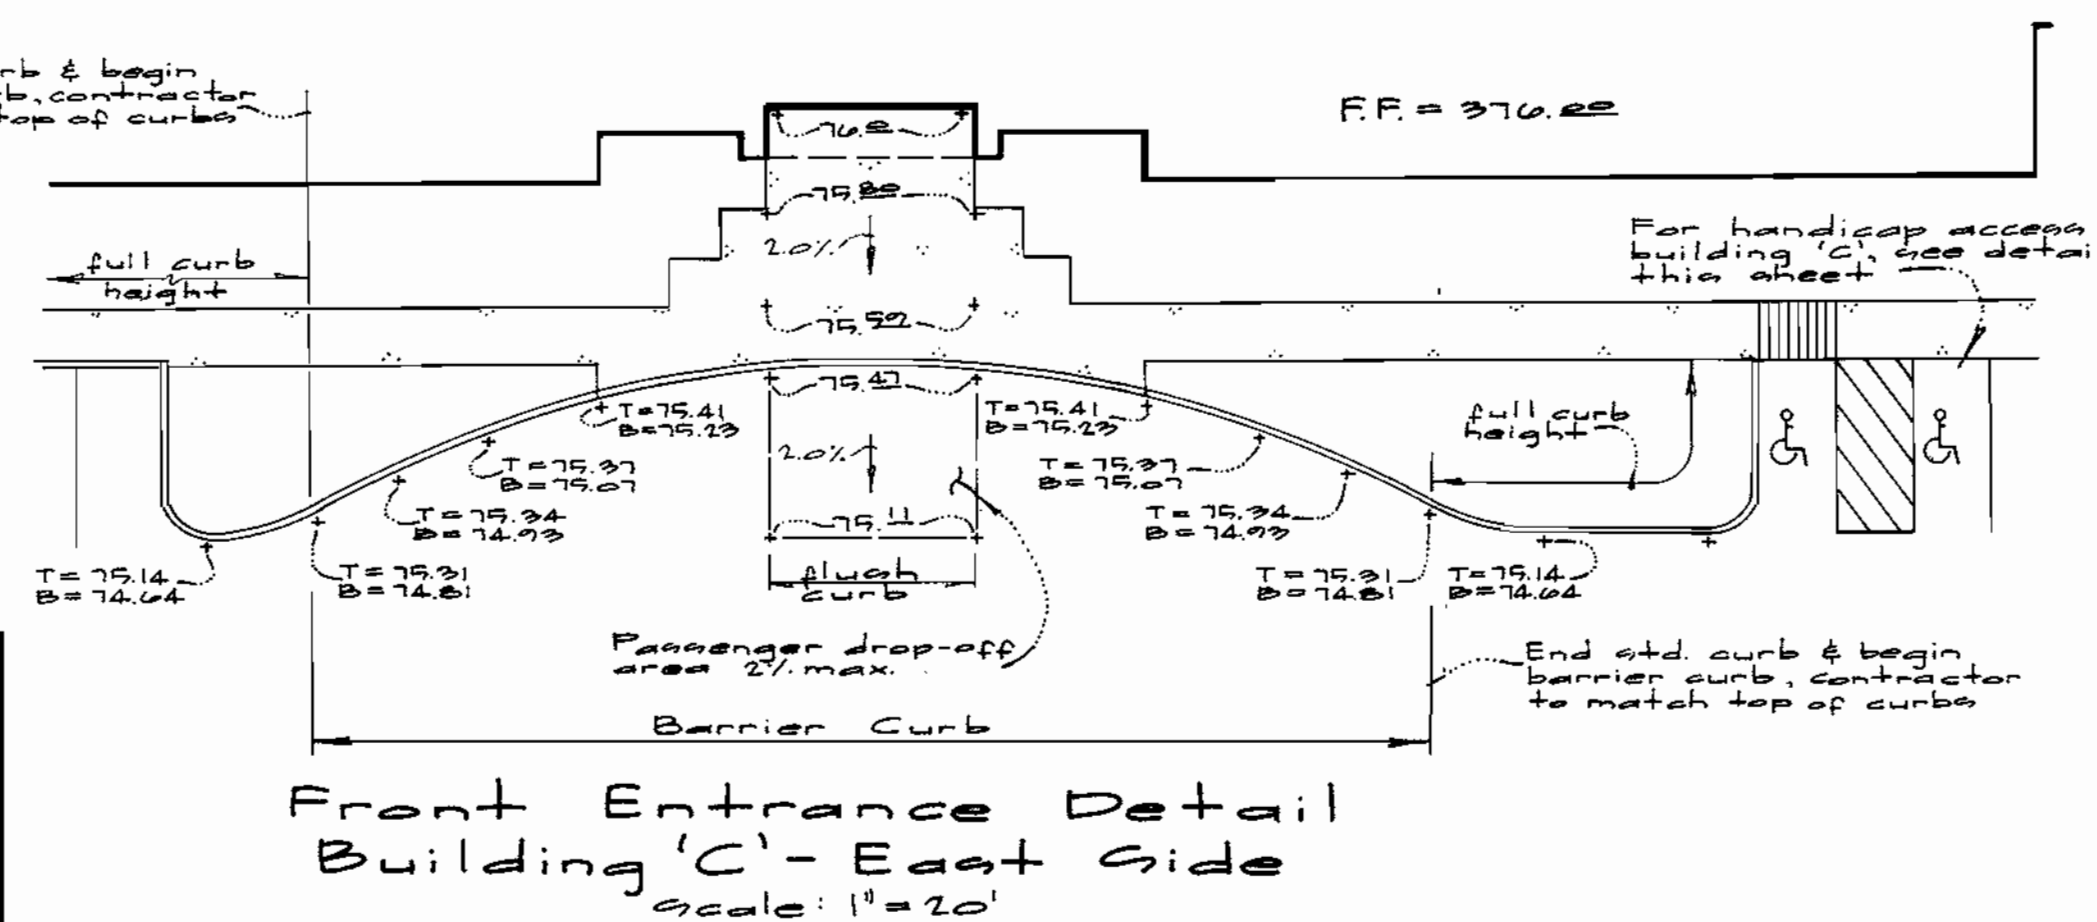 rb & begin
b, contractor
top of curbs
F.F. = 376.00
76.0
75.80
full curb
height
2.0%
For handicap access
building 'C', see detai
this sheet
75.59
75.47
T=75.41
B=75.23
T=75.41
B=75.23
full curb
height
2.0%
T=75.37
B=75.07
T=75.37
B=75.07
T=75.34
B=74.93
75.11
T=75.34
B=74.93
T=75.14
B=74.64
T=75.31
B=74.81
flush
curb
T=75.31
B=74.81
T=75.14
B=74.64
Passenger drop-off
area 2% max.
End std. curb & begin
barrier curb, contractor
to match top of curbs
Barrier Curb
Front Entrance Detail
Building 'C' - East Side
scale: 1" = 20'